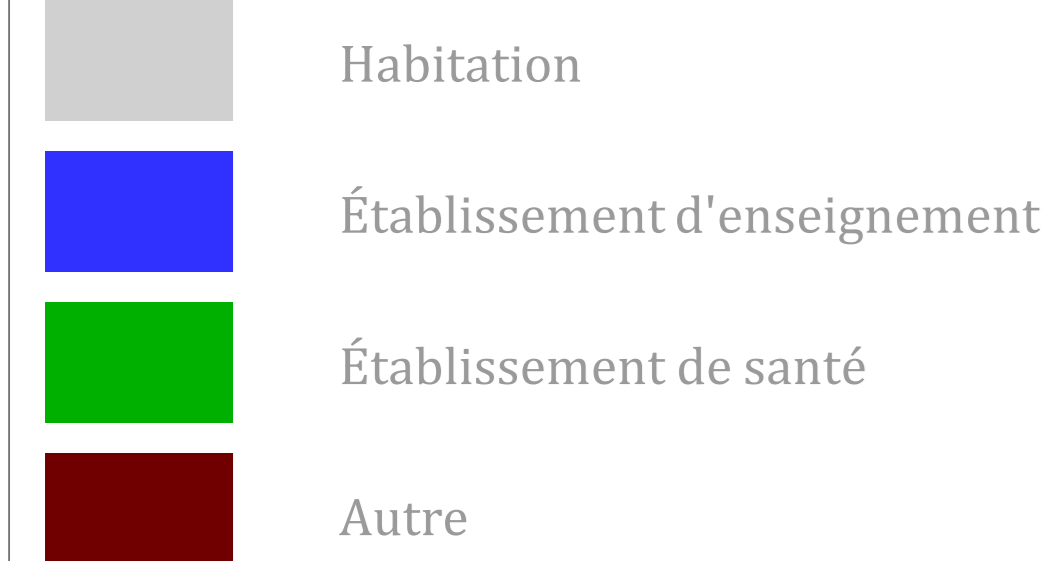 Habitation
Établissement d'enseignement
Établissement de santé
Autre